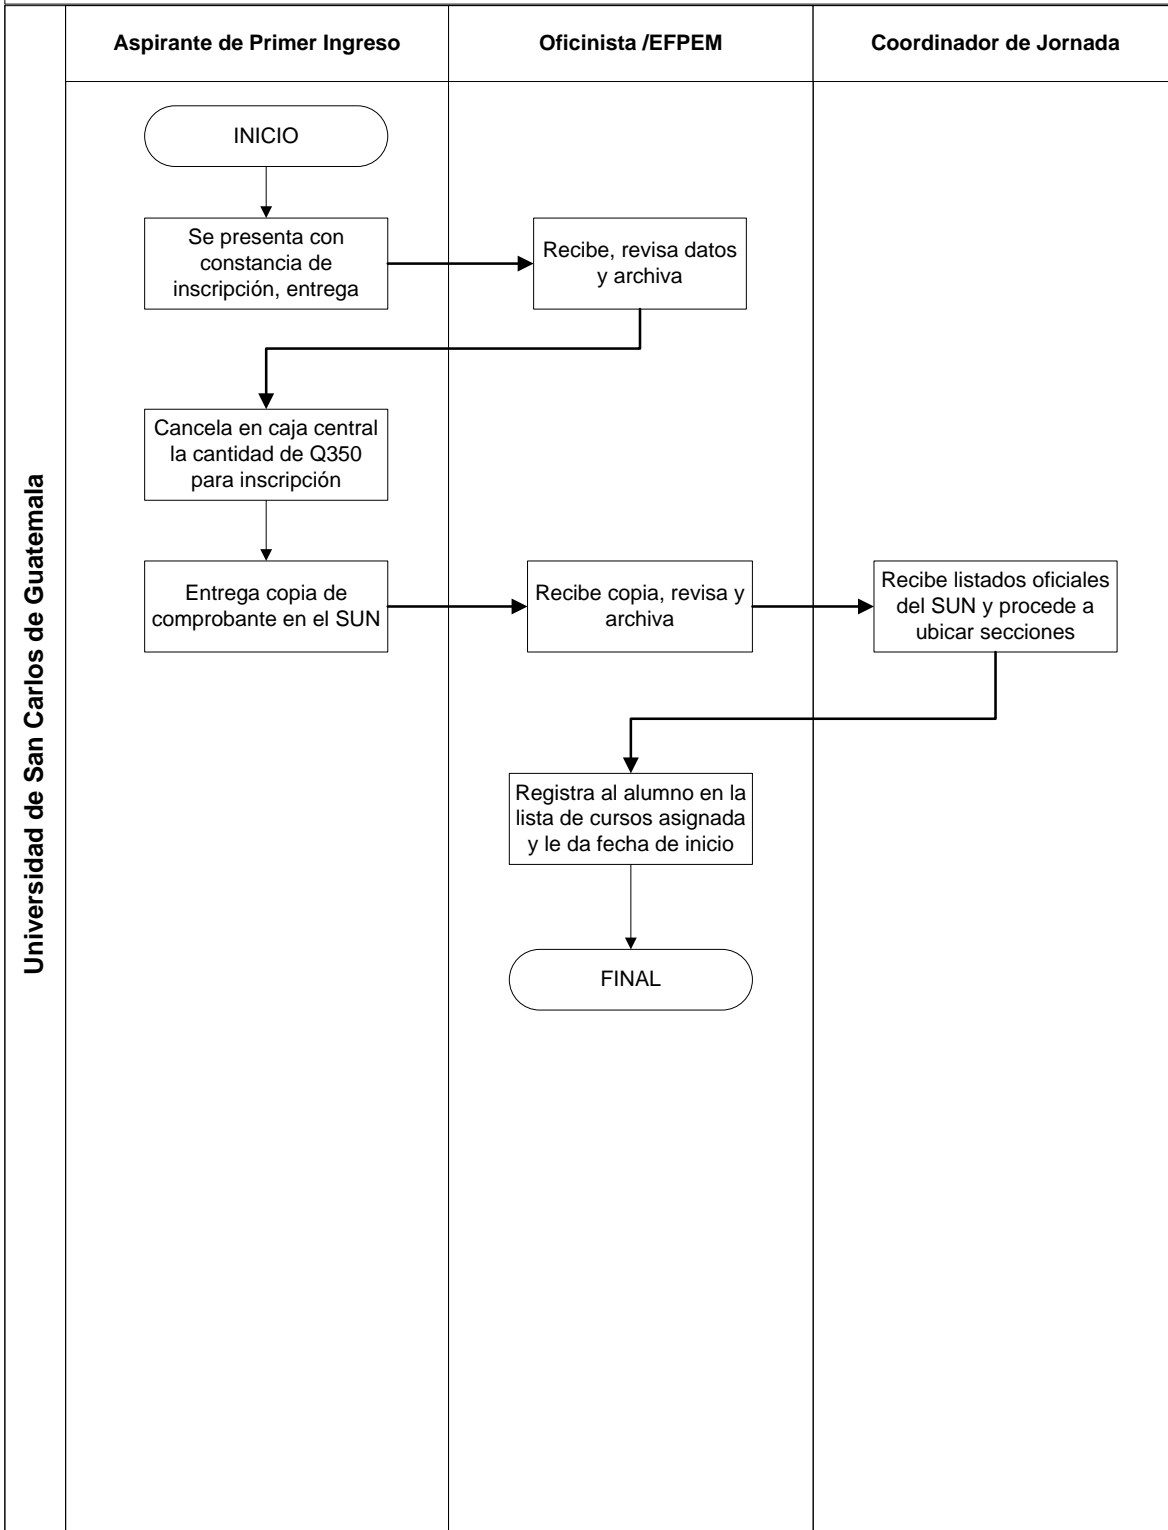 Aspirante de Primer Ingreso
Oficinista /EFPEM
Coordinador de Jornada
Universidad de San Carlos de Guatemala
INICIO
Se presenta con
constancia de
inscripción, entrega
Recibe, revisa datos
y archiva
Cancela en caja central
la cantidad de Q350
para inscripción
Entrega copia de
comprobante en el SUN
Recibe copia, revisa y
archiva
Recibe listados oficiales
del SUN y procede a
ubicar secciones
Registra al alumno en la
lista de cursos asignada
y le da fecha de inicio
FINAL